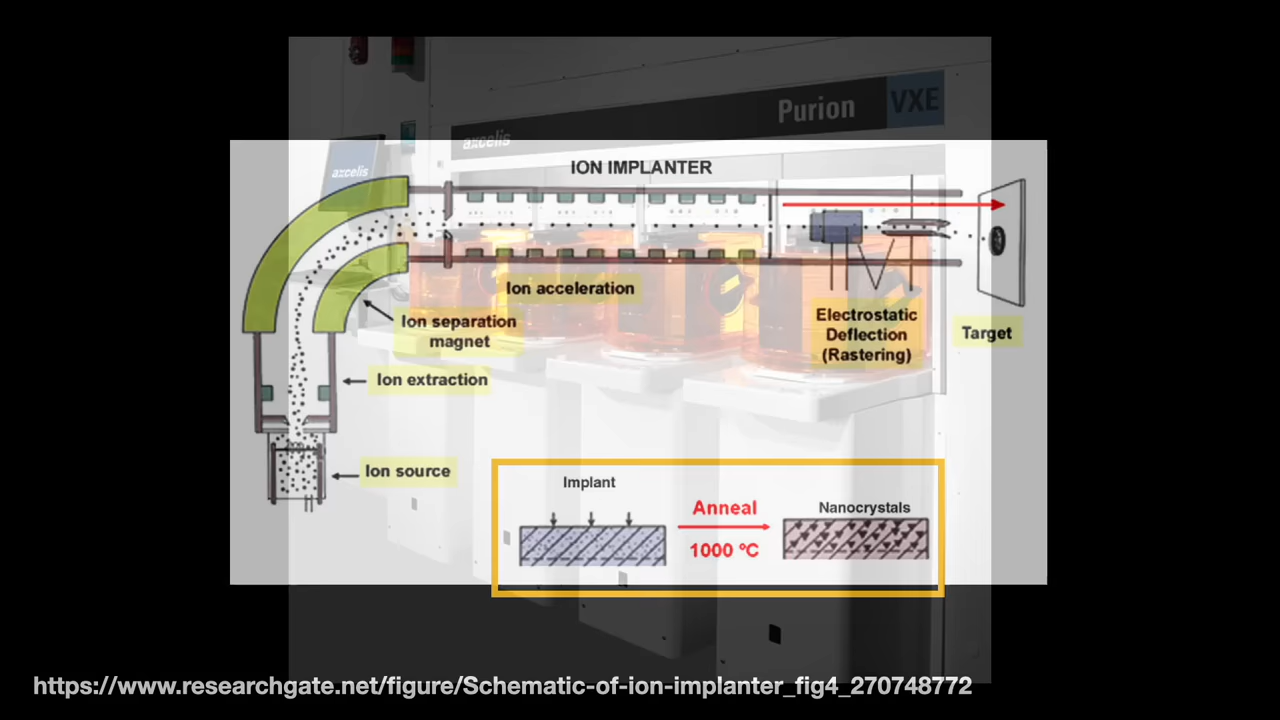 Purion VXE
axcelis
ION IMPLANTER
axcelis
Ion acceleration
Ion separation
magnet
Electrostatic
Deflection
(Rastering)
Target
Ion extraction
Ion source
Implant
Anneal
1000 °C
Nanocrystals
https://www.researchgate.net/figure/Schematic-of-ion-implanter_fig4_270748772